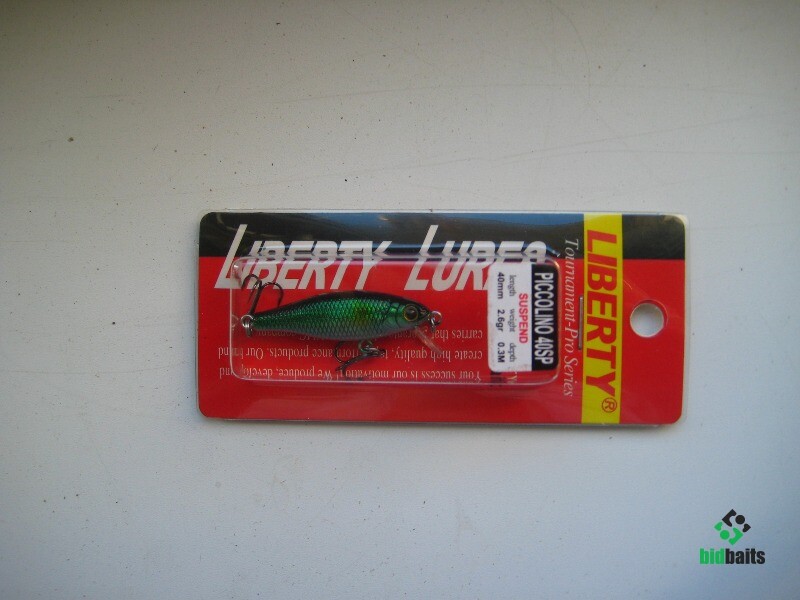 LIBERTY LURES
LIBERTY®
Tournament-Pro Series
PICCOLINO 40SP
SUSPEND
length weight depth
40mm 2.6gr 0.3M
Your success is our motivation! We produce, develop,
create high quality, performance products. Our brand
carries
bidbaits